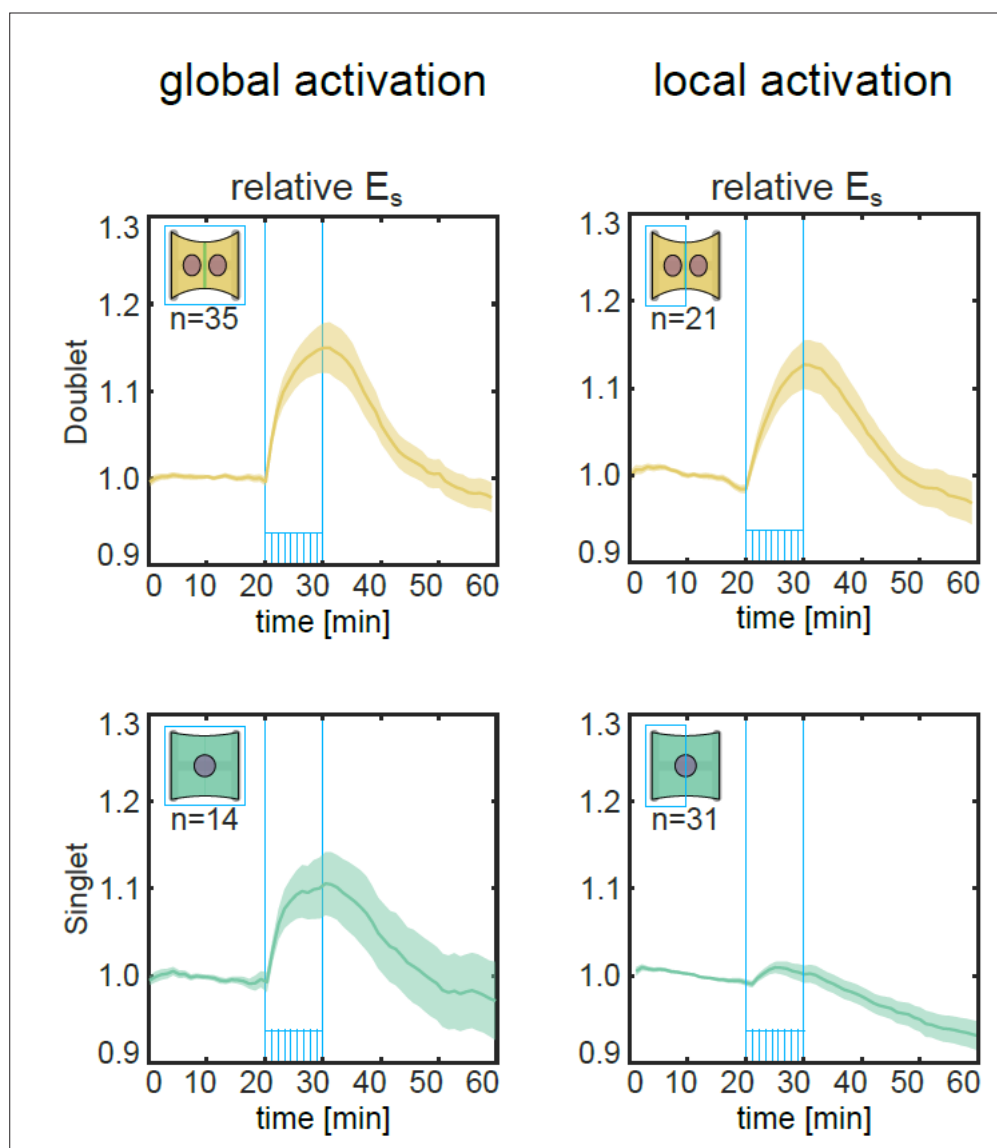 global activation
local activation
relative Es
relative Es
Doublet
1.3
1.2
1.1
1.0
0.9
n=35
0 10 20 30 40 50 60
time [min]
1.3
1.2
1.1
1.0
0.9
n=21
0 10 20 30 40 50 60
time [min]
Singlet
1.3
1.2
1.1
1.0
0.9
n=14
0 10 20 30 40 50 60
time [min]
1.3
1.2
1.1
1.0
0.9
n=31
0 10 20 30 40 50 60
time [min]